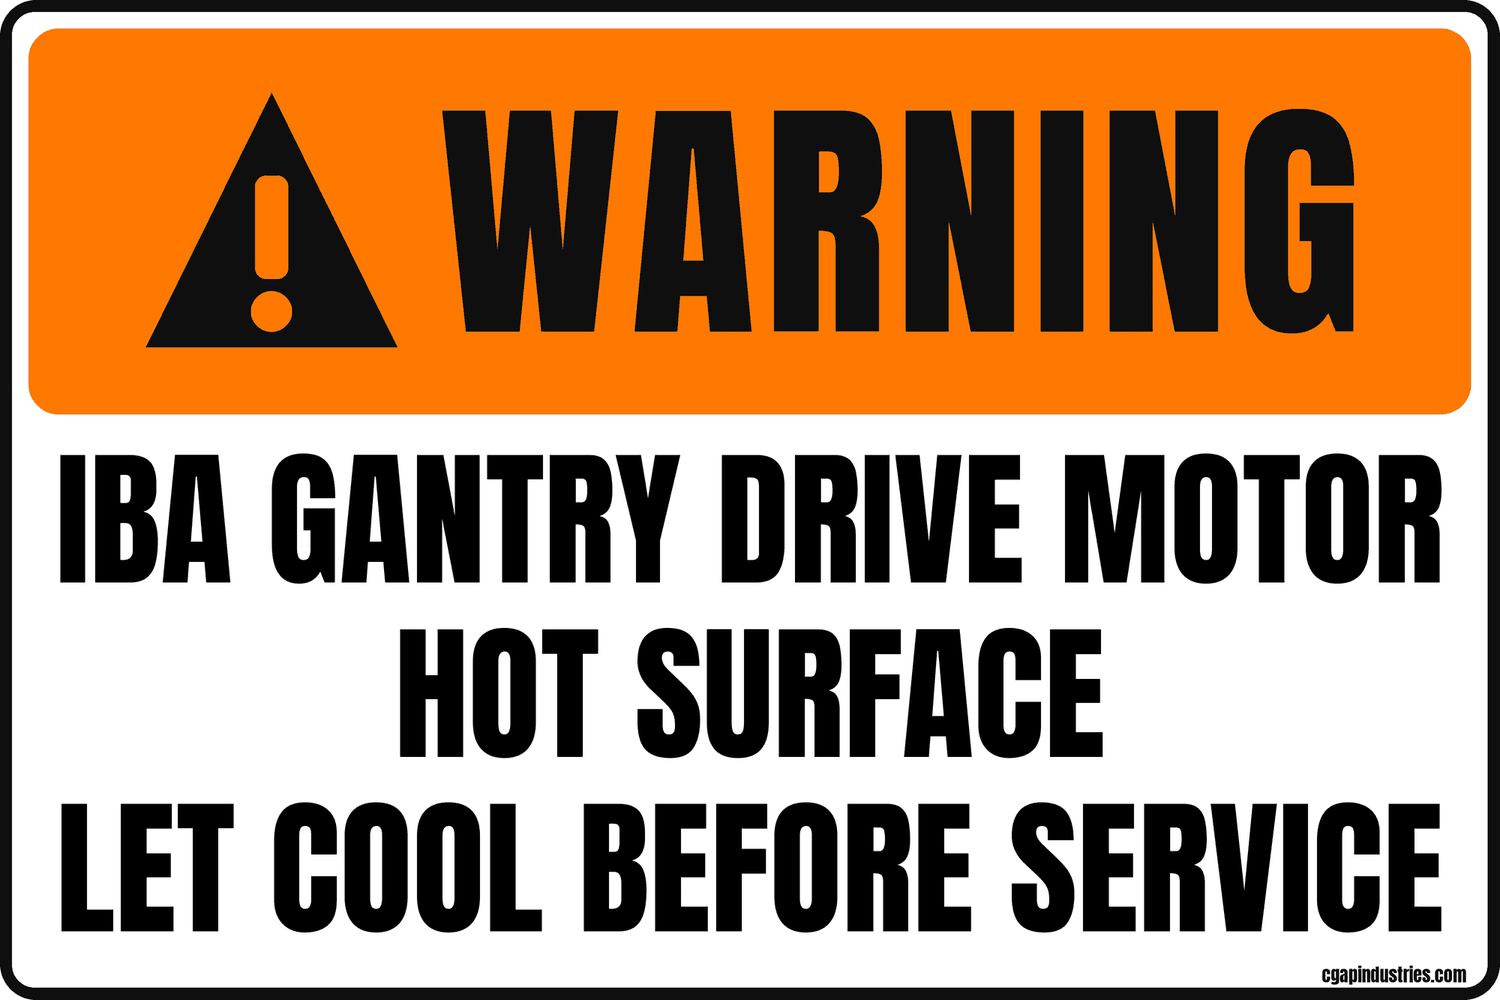 WARNING
IBA GANTRY DRIVE MOTOR
HOT SURFACE
LET COOL BEFORE SERVICE
cgapindustries.com